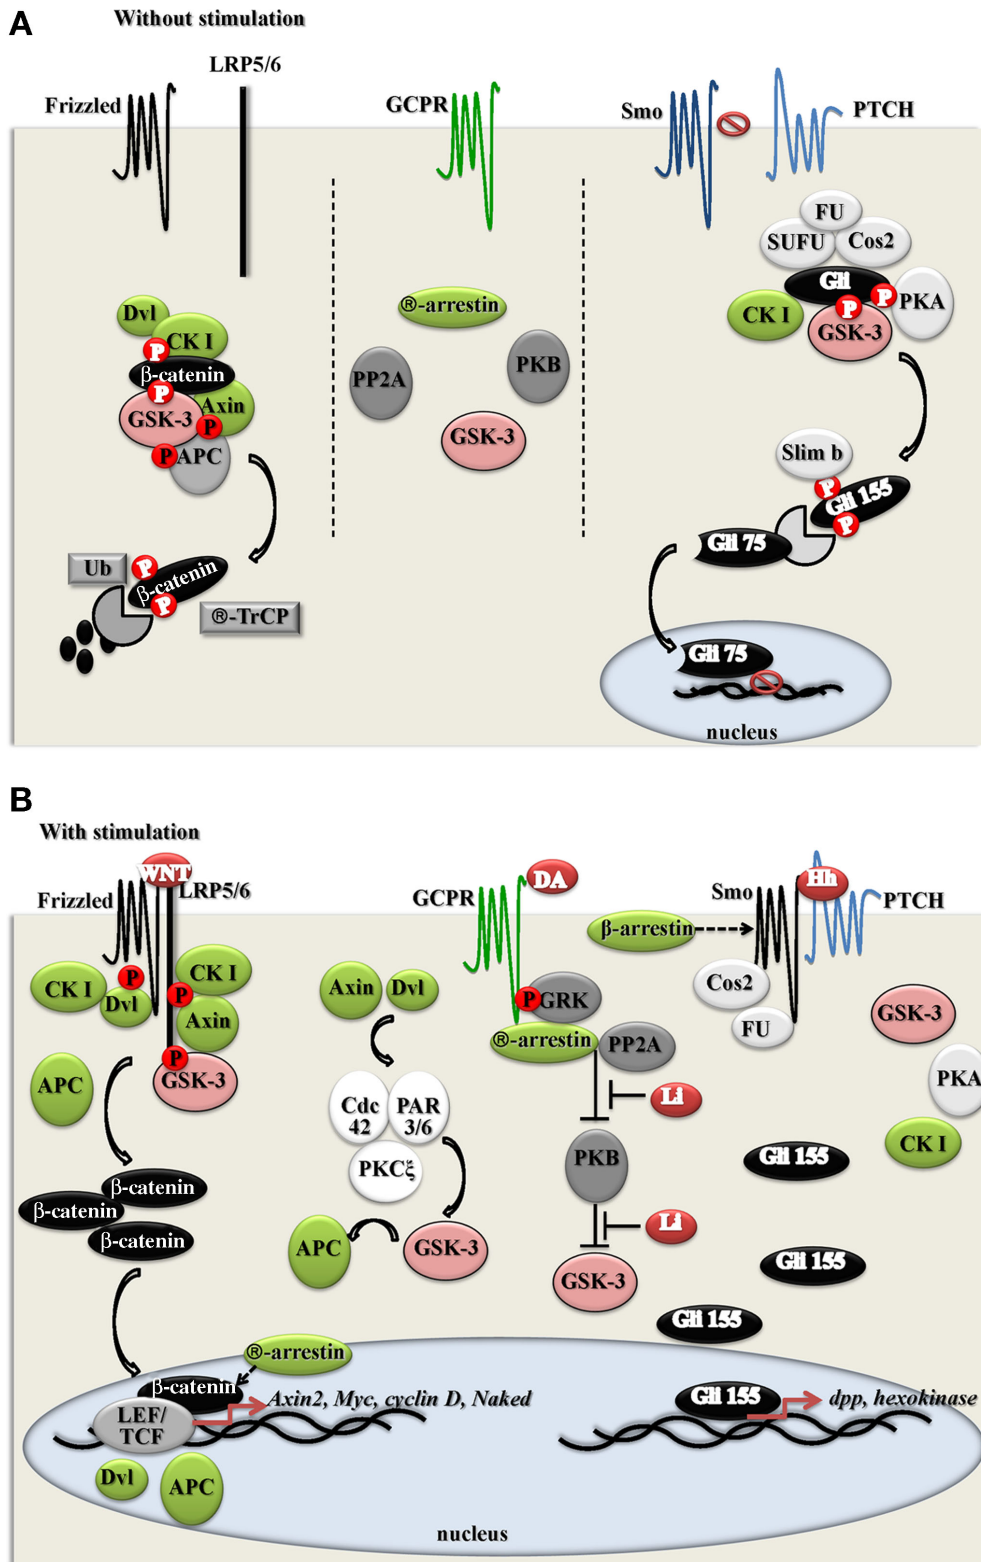 A
Without stimulation
LRP5/6
Frizzled
GCPR
Smo
PTCH
FU
SUFU
Cos2
Gli
P
PKA
CK I
P
GSK-3
Dvl
CK I
P
β-catenin
P
Axin
GSK-3
P
P
APC
®-arrestin
PP2A
PKB
GSK-3
Slim b
P
Gli 155
P
Gli 75
Ub
P
β-catenin
P
®-TrCP
Gli 75
nucleus
B
With stimulation
WNT
LRP5/6
Frizzled
CK I
P
Dvl
CK I
P
Axin
P
GSK-3
APC
β-catenin
β-catenin
β-catenin
Axin
Dvl
Cdc
42
PAR
3/6
PKCξ
GSK-3
APC
GCPR
DA
P
GRK
®-arrestin
PP2A
Li
PKB
Li
GSK-3
β-arrestin
Smo
Hh
PTCH
Cos2
FU
GSK-3
PKA
CK I
Gli 155
Gli 155
Gli 155
®-arrestin
β-catenin
Axin2, Myc, cyclin D, Naked
LEF/
TCF
Dvl
APC
Gli 155
dpp, hexokinase
nucleus